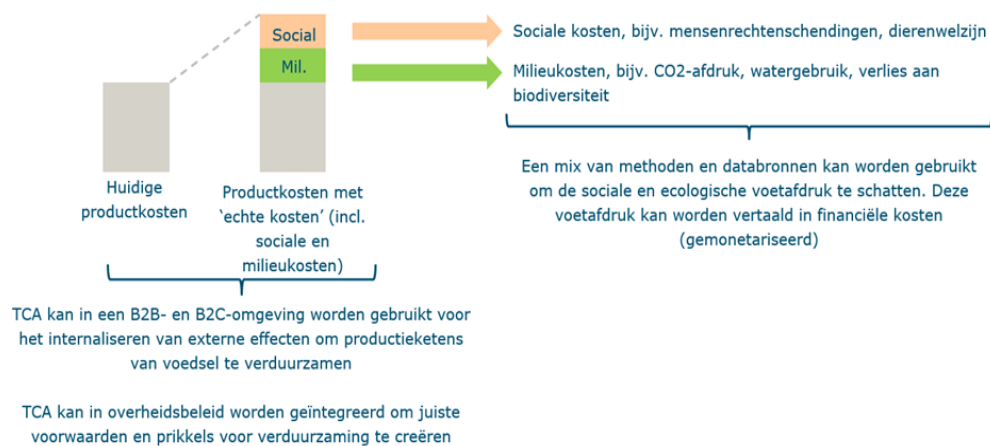 Social
Mil.
Sociale kosten, bijv. mensenrechtenschendingen, dierenwelzijn
Milieukosten, bijv. CO2-afdruk, watergebruik, verlies aan
biodiversiteit
Huidige
productkosten
Productkosten met
‘echte kosten’ (incl.
sociale en
milieukosten)
Een mix van methoden en databronnen kan worden gebruikt
om de sociale en ecologische voetafdruk te schatten. Deze
voetafdruk kan worden vertaald in financiële kosten
(gemonetariseerd)
TCA kan in een B2B- en B2C-omgeving worden gebruikt voor
het internaliseren van externe effecten om productieketens
van voedsel te verduurzamen
TCA kan in overheidsbeleid worden geïntegreerd om juiste
voorwaarden en prikkels voor verduurzaming te creëren